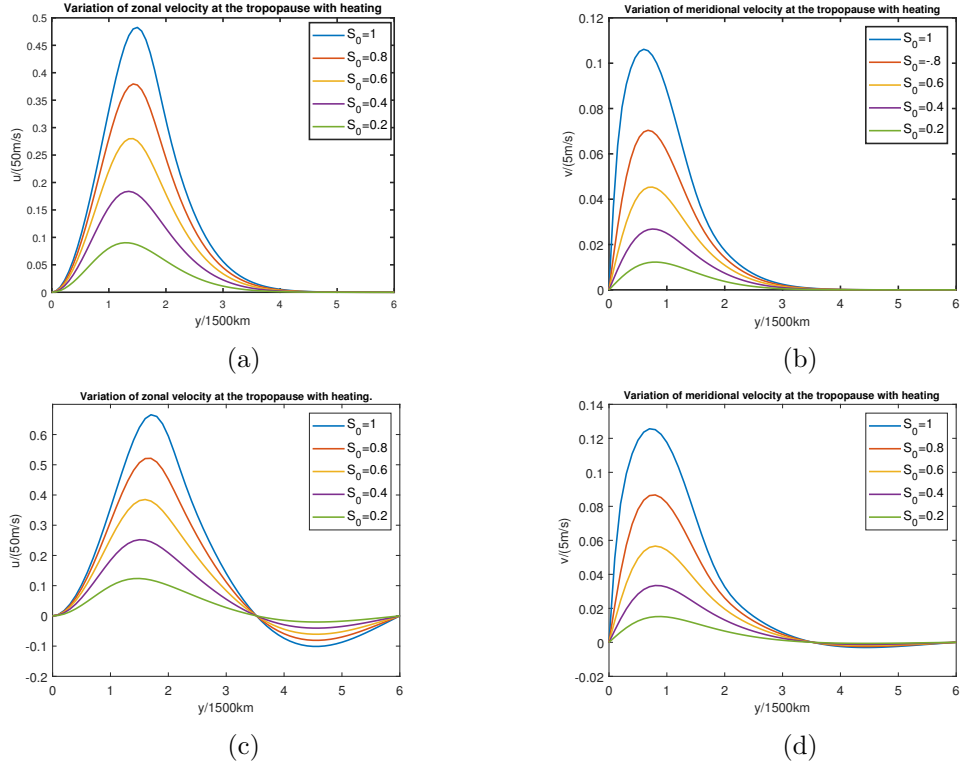 Variation of zonal velocity at the tropopause with heating
0.5
0.45
0.4
0.35
0.3
0.25
0.2
0.15
0.1
0.05
0
u/(50m/s)
S0=1
S0=0.8
S0=0.6
S0=0.4
S0=0.2
0 1 2 3 4 5 6
y/1500km
(a)
Variation of meridional velocity at the tropopause with heating
0.12
0.1
0.08
0.06
0.04
0.02
0
v/(5m/s)
S0=1
S0=-.8
S0=0.6
S0=0.4
S0=0.2
0 1 2 3 4 5 6
y/1500km
(b)
Variation of zonal velocity at the tropopause with heating.
0.6
0.5
0.4
0.3
0.2
0.1
0
-0.1
-0.2
u/(50m/s)
S0=1
S0=0.8
S0=0.6
S0=0.4
S0=0.2
0 1 2 3 4 5 6
y/1500km
(c)
Variation of meridional velocity at the tropopause with heating
0.14
0.12
0.1
0.08
0.06
0.04
0.02
0
-0.02
v/(5m/s)
S0=1
S0=0.8
S0=0.6
S0=0.4
S0=0.2
0 1 2 3 4 5 6
y/1500km
(d)